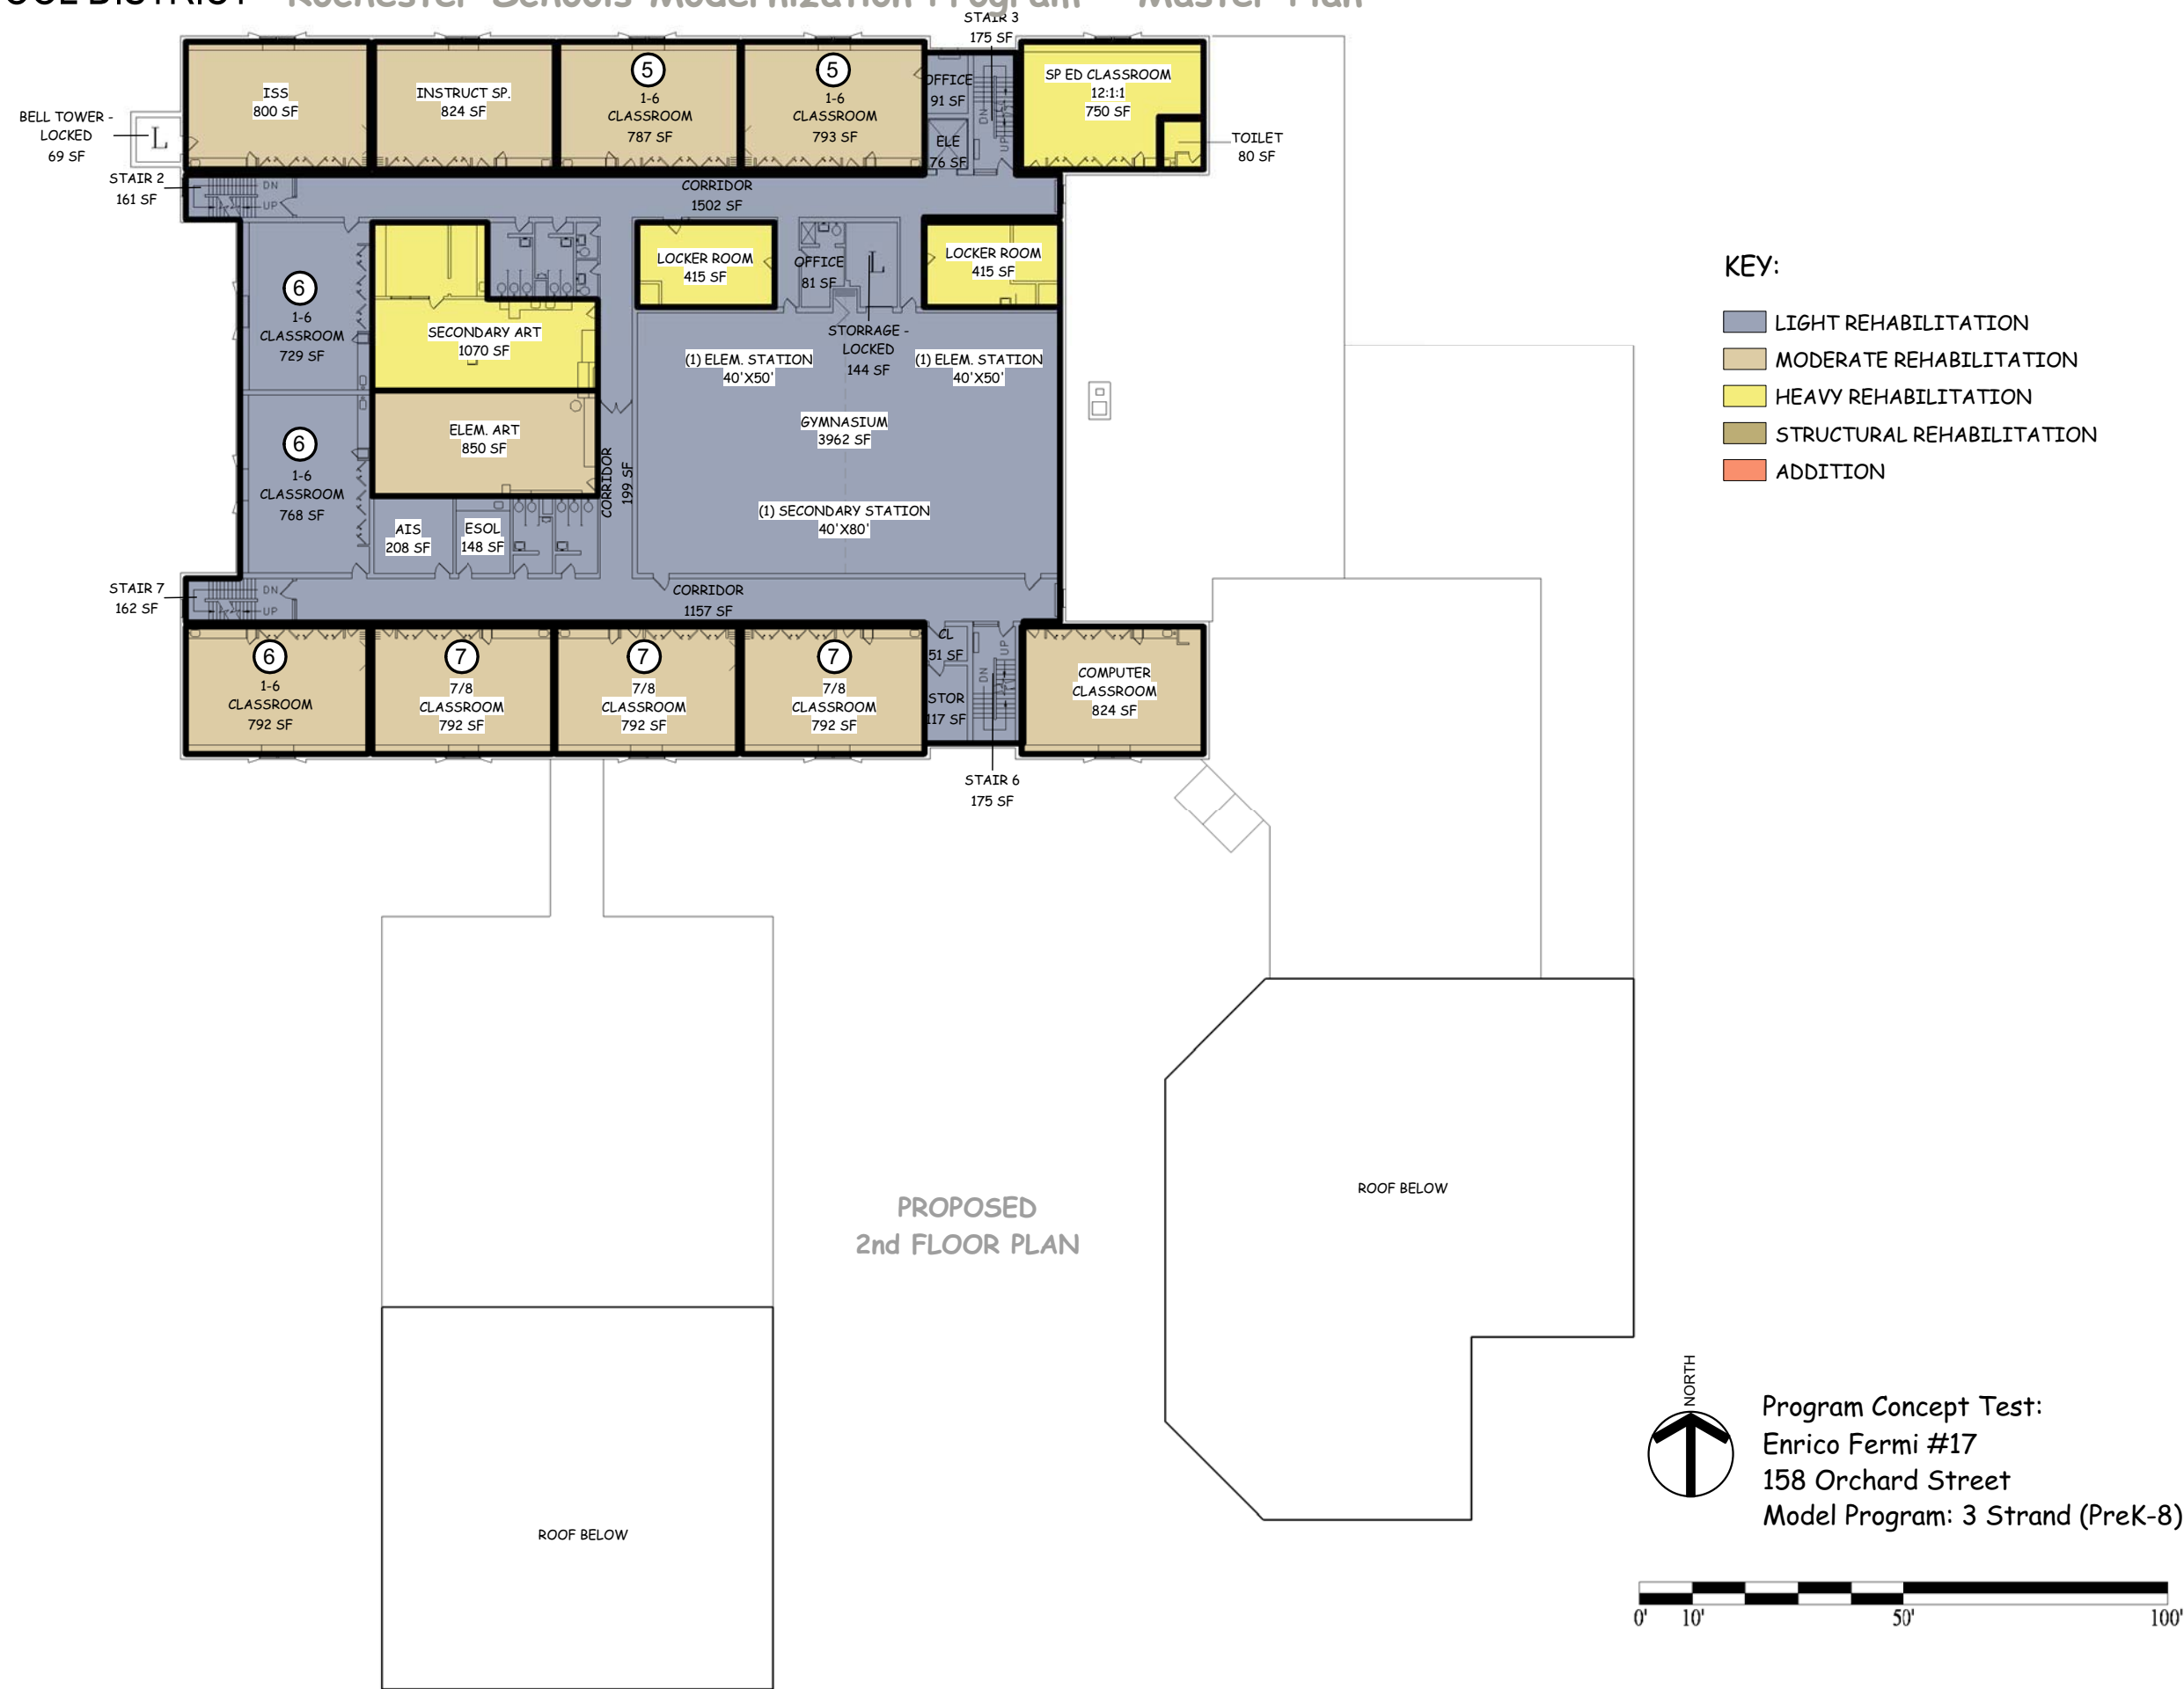 Rochester Schools Modernization Program - Master Plan
STAIR 3
175 SF
ISS
800 SF
INSTRUCT SP.
824 SF
5
1-6
CLASSROOM
787 SF
5
1-6
CLASSROOM
793 SF
OFFICE
91 SF
DN
UP
ELE
76 SF
SP ED CLASSROOM
12:1:1
750 SF
TOILET
80 SF
BELL TOWER -
LOCKED
69 SF
L
STAIR 2
161 SF
DN
UP
CORRIDOR
1502 SF
6
1-6
CLASSROOM
729 SF
SECONDARY ART
1070 SF
LOCKER ROOM
415 SF
OFFICE
81 SF
L
STORRAGE -
LOCKED
144 SF
LOCKER ROOM
415 SF
(1) ELEM. STATION
40'X50'
(1) ELEM. STATION
40'X50'
GYMNASIUM
3962 SF
(1) SECONDARY STATION
40'X80'
6
1-6
CLASSROOM
768 SF
ELEM. ART
850 SF
CORRIDOR
199 SF
AIS
208 SF
ESOL
148 SF
STAIR 7
162 SF
DN
UP
CORRIDOR
1157 SF
6
1-6
CLASSROOM
792 SF
7
7/8
CLASSROOM
792 SF
7
7/8
CLASSROOM
792 SF
7
7/8
CLASSROOM
792 SF
CL
51 SF
STOR
117 SF
DN
UP
COMPUTER
CLASSROOM
824 SF
STAIR 6
175 SF
KEY:
LIGHT REHABILITATION
MODERATE REHABILITATION
HEAVY REHABILITATION
STRUCTURAL REHABILITATION
ADDITION
ROOF BELOW
PROPOSED
2nd FLOOR PLAN
ROOF BELOW
NORTH
Program Concept Test:
Enrico Fermi #17
158 Orchard Street
Model Program: 3 Strand (PreK-8)
0' 10' 50' 100'